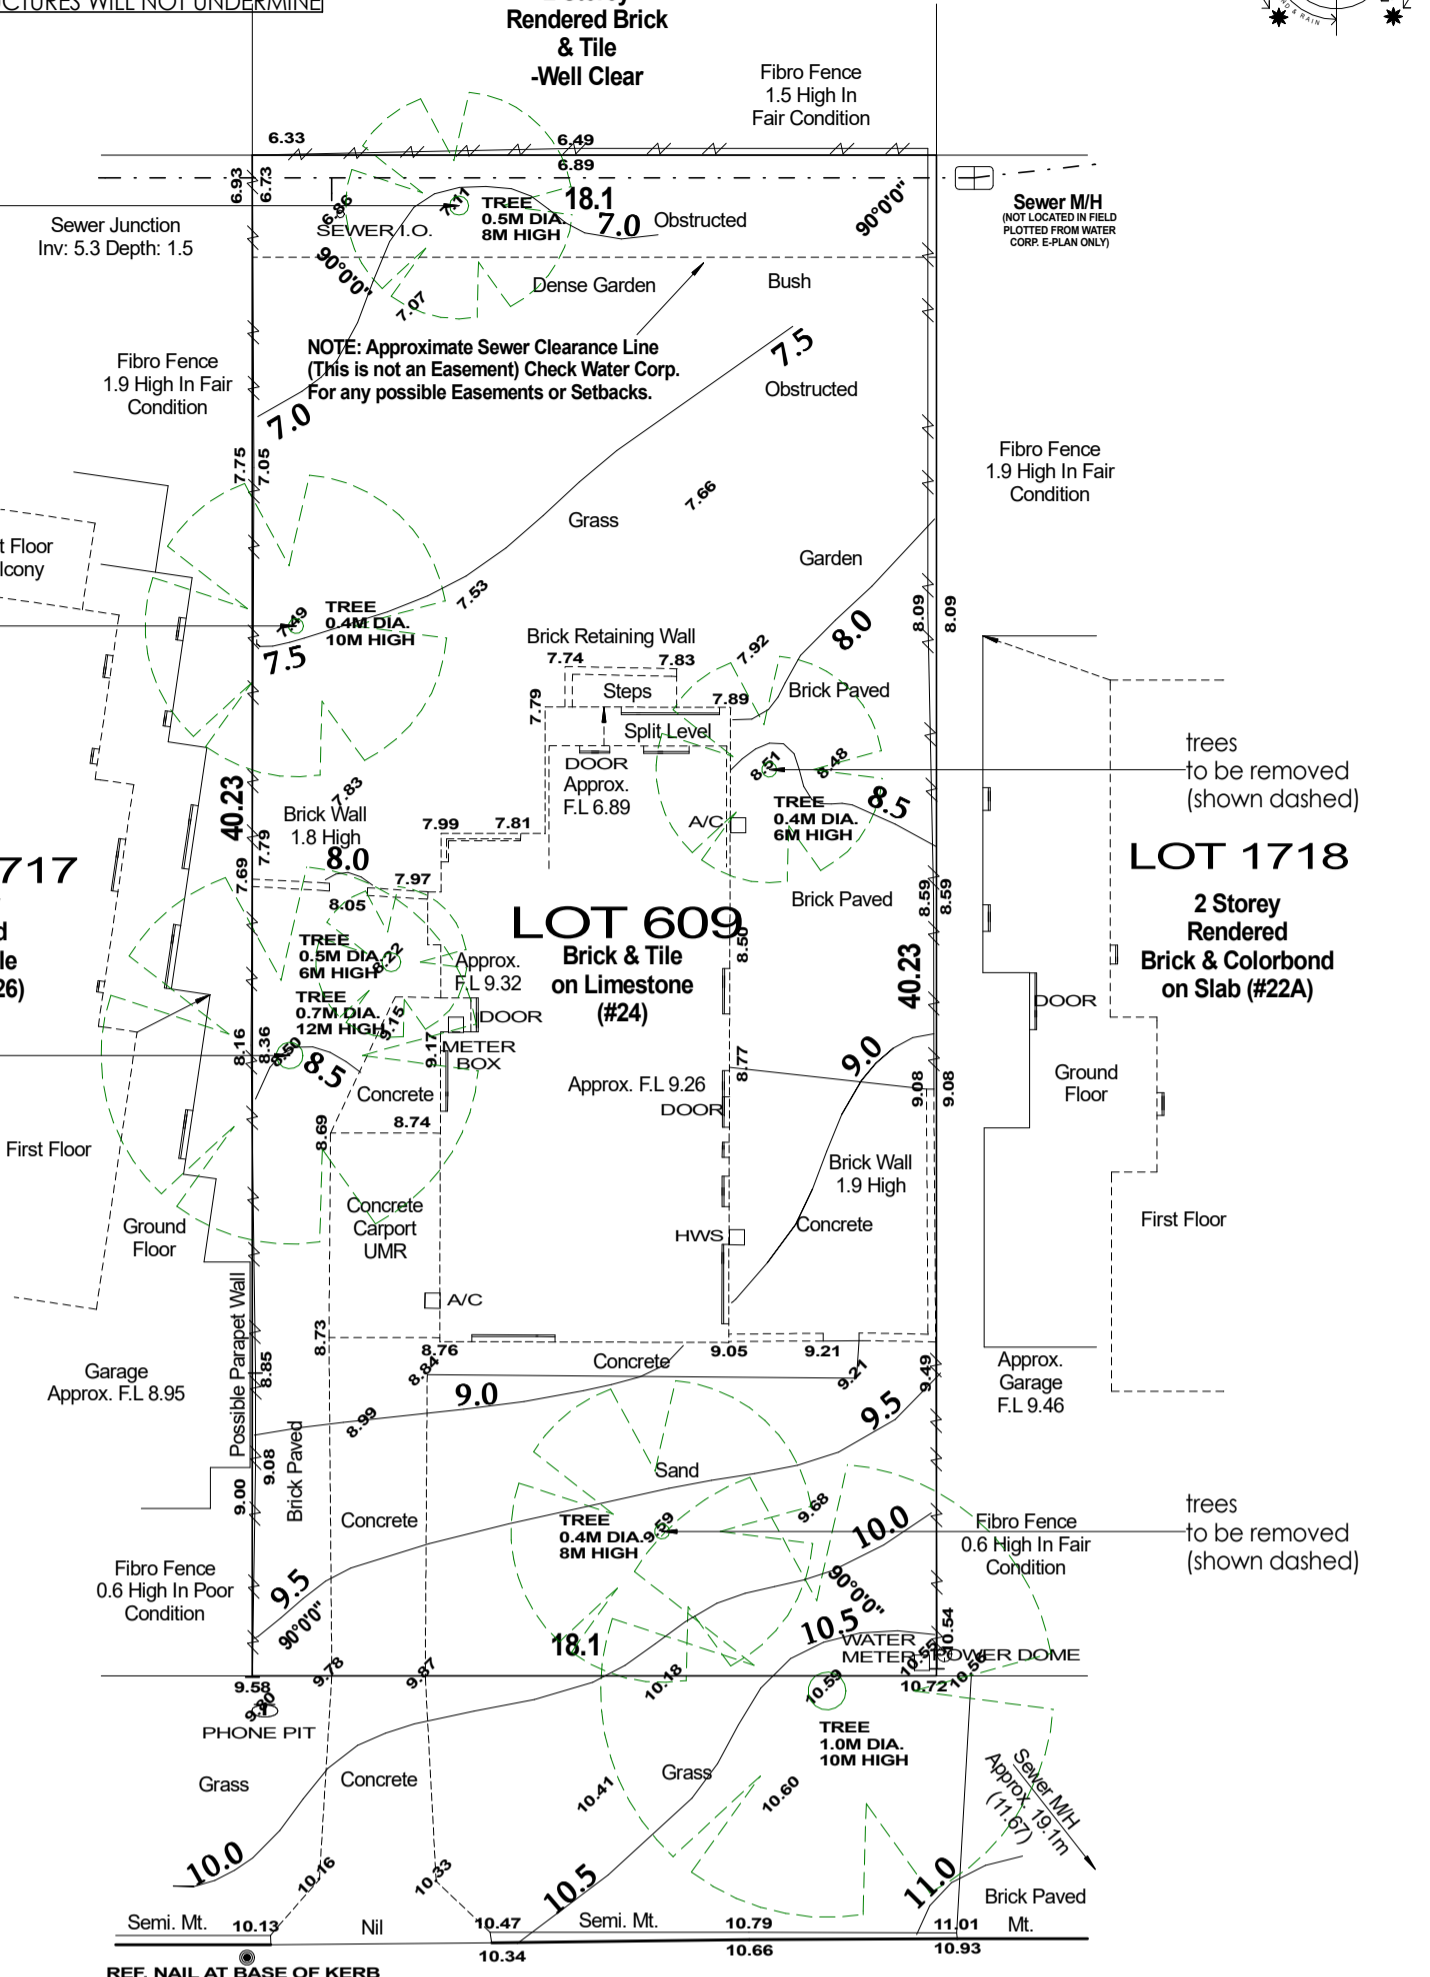 UCTURES WILL NOT UNDERMINE
Rendered Brick
& Tile
-Well Clear
Fibro Fence
1.5 High In
Fair Condition
& RAIN
6.33
6.49
6.89
6.93
6.73
Sewer Junction
Inv: 5.3 Depth: 1.5
6.86
SEWER I.O.
7.11
TREE
0.5M DIA.
8M HIGH
18.1
7.0
Obstructed
90°0'0"
Sewer M/H
(NOT LOCATED IN FIELD
PLOTTED FROM WATER
CORP. E-PLAN ONLY)
90°0'0"
7.07
Dense Garden
Bush
NOTE: Approximate Sewer Clearance Line
(This is not an Easement) Check Water Corp.
For any possible Easements or Setbacks.
7.5
Obstructed
Fibro Fence
1.9 High In Fair
Condition
7.0
7.75
7.05
Fibro Fence
1.9 High In Fair
Condition
7.66
Grass
Garden
t Floor
lcony
7.53
7.49
TREE
0.4M DIA.
10M HIGH
7.5
8.09
8.09
8.0
Brick Retaining Wall
7.74
7.83
7.92
Steps
7.79
7.89
Brick Paved
Split Level
DOOR
Approx.
F.L 6.89
8.51
8.48
trees
to be removed
(shown dashed)
7.83
40.23
Brick Wall
1.8 High
7.99
7.81
A/C
TREE
0.4M DIA.
6M HIGH
8.5
7.69
7.79
8.0
7.97
8.05
717
LOT 609
Brick & Tile
on Limestone
(#24)
Brick Paved
8.59
8.59
LOT 1718
2 Storey
Rendered
Brick & Colorbond
on Slab (#22A)
d
le
26)
TREE
0.5M DIA.
6M HIGH
8.22
Approx.
F.L 9.32
8.50
40.23
TREE
0.7M DIA.
12M HIGH
9.15
DOOR
METER
BOX
9.17
DOOR
8.16
8.36
8.50
8.5
Concrete
Approx. F.L 9.26
DOOR
8.77
9.0
9.08
9.08
Ground
Floor
8.69
8.74
First Floor
Brick Wall
1.9 High
Concrete
Concrete
Carport
UMR
Ground
Floor
HWS
First Floor
A/C
Possible Parapet Wall
8.73
8.76
Concrete
9.05
9.21
8.85
8.84
9.21
9.49
Garage
Approx. F.L 8.95
9.0
Approx.
Garage
F.L 9.46
8.99
9.5
9.08
9.00
Brick Paved
Sand
Concrete
TREE
0.4M DIA.
8M HIGH
9.59
9.68
10.0
Fibro Fence
0.6 High In Fair
Condition
trees
to be removed
(shown dashed)
Fibro Fence
0.6 High In Poor
Condition
9.5
90°0'0"
90°0'0"
18.1
10.5
WATER
METER
10.54
10.55
POWER DOME
10.56
9.58
9.78
9.87
10.18
10.59
10.72
9.80
PHONE PIT
TREE
1.0M DIA.
10M HIGH
Grass
Concrete
10.41
Grass
10.60
Sewer M/H
Approx. 19.1m
(11.67)
10.0
10.16
10.33
10.5
11.0
Brick Paved
Semi. Mt.
10.13
Nil
10.47
Semi. Mt.
10.79
11.01
Mt.
10.34
10.66
10.93
REF. NAIL AT BASE OF KERB